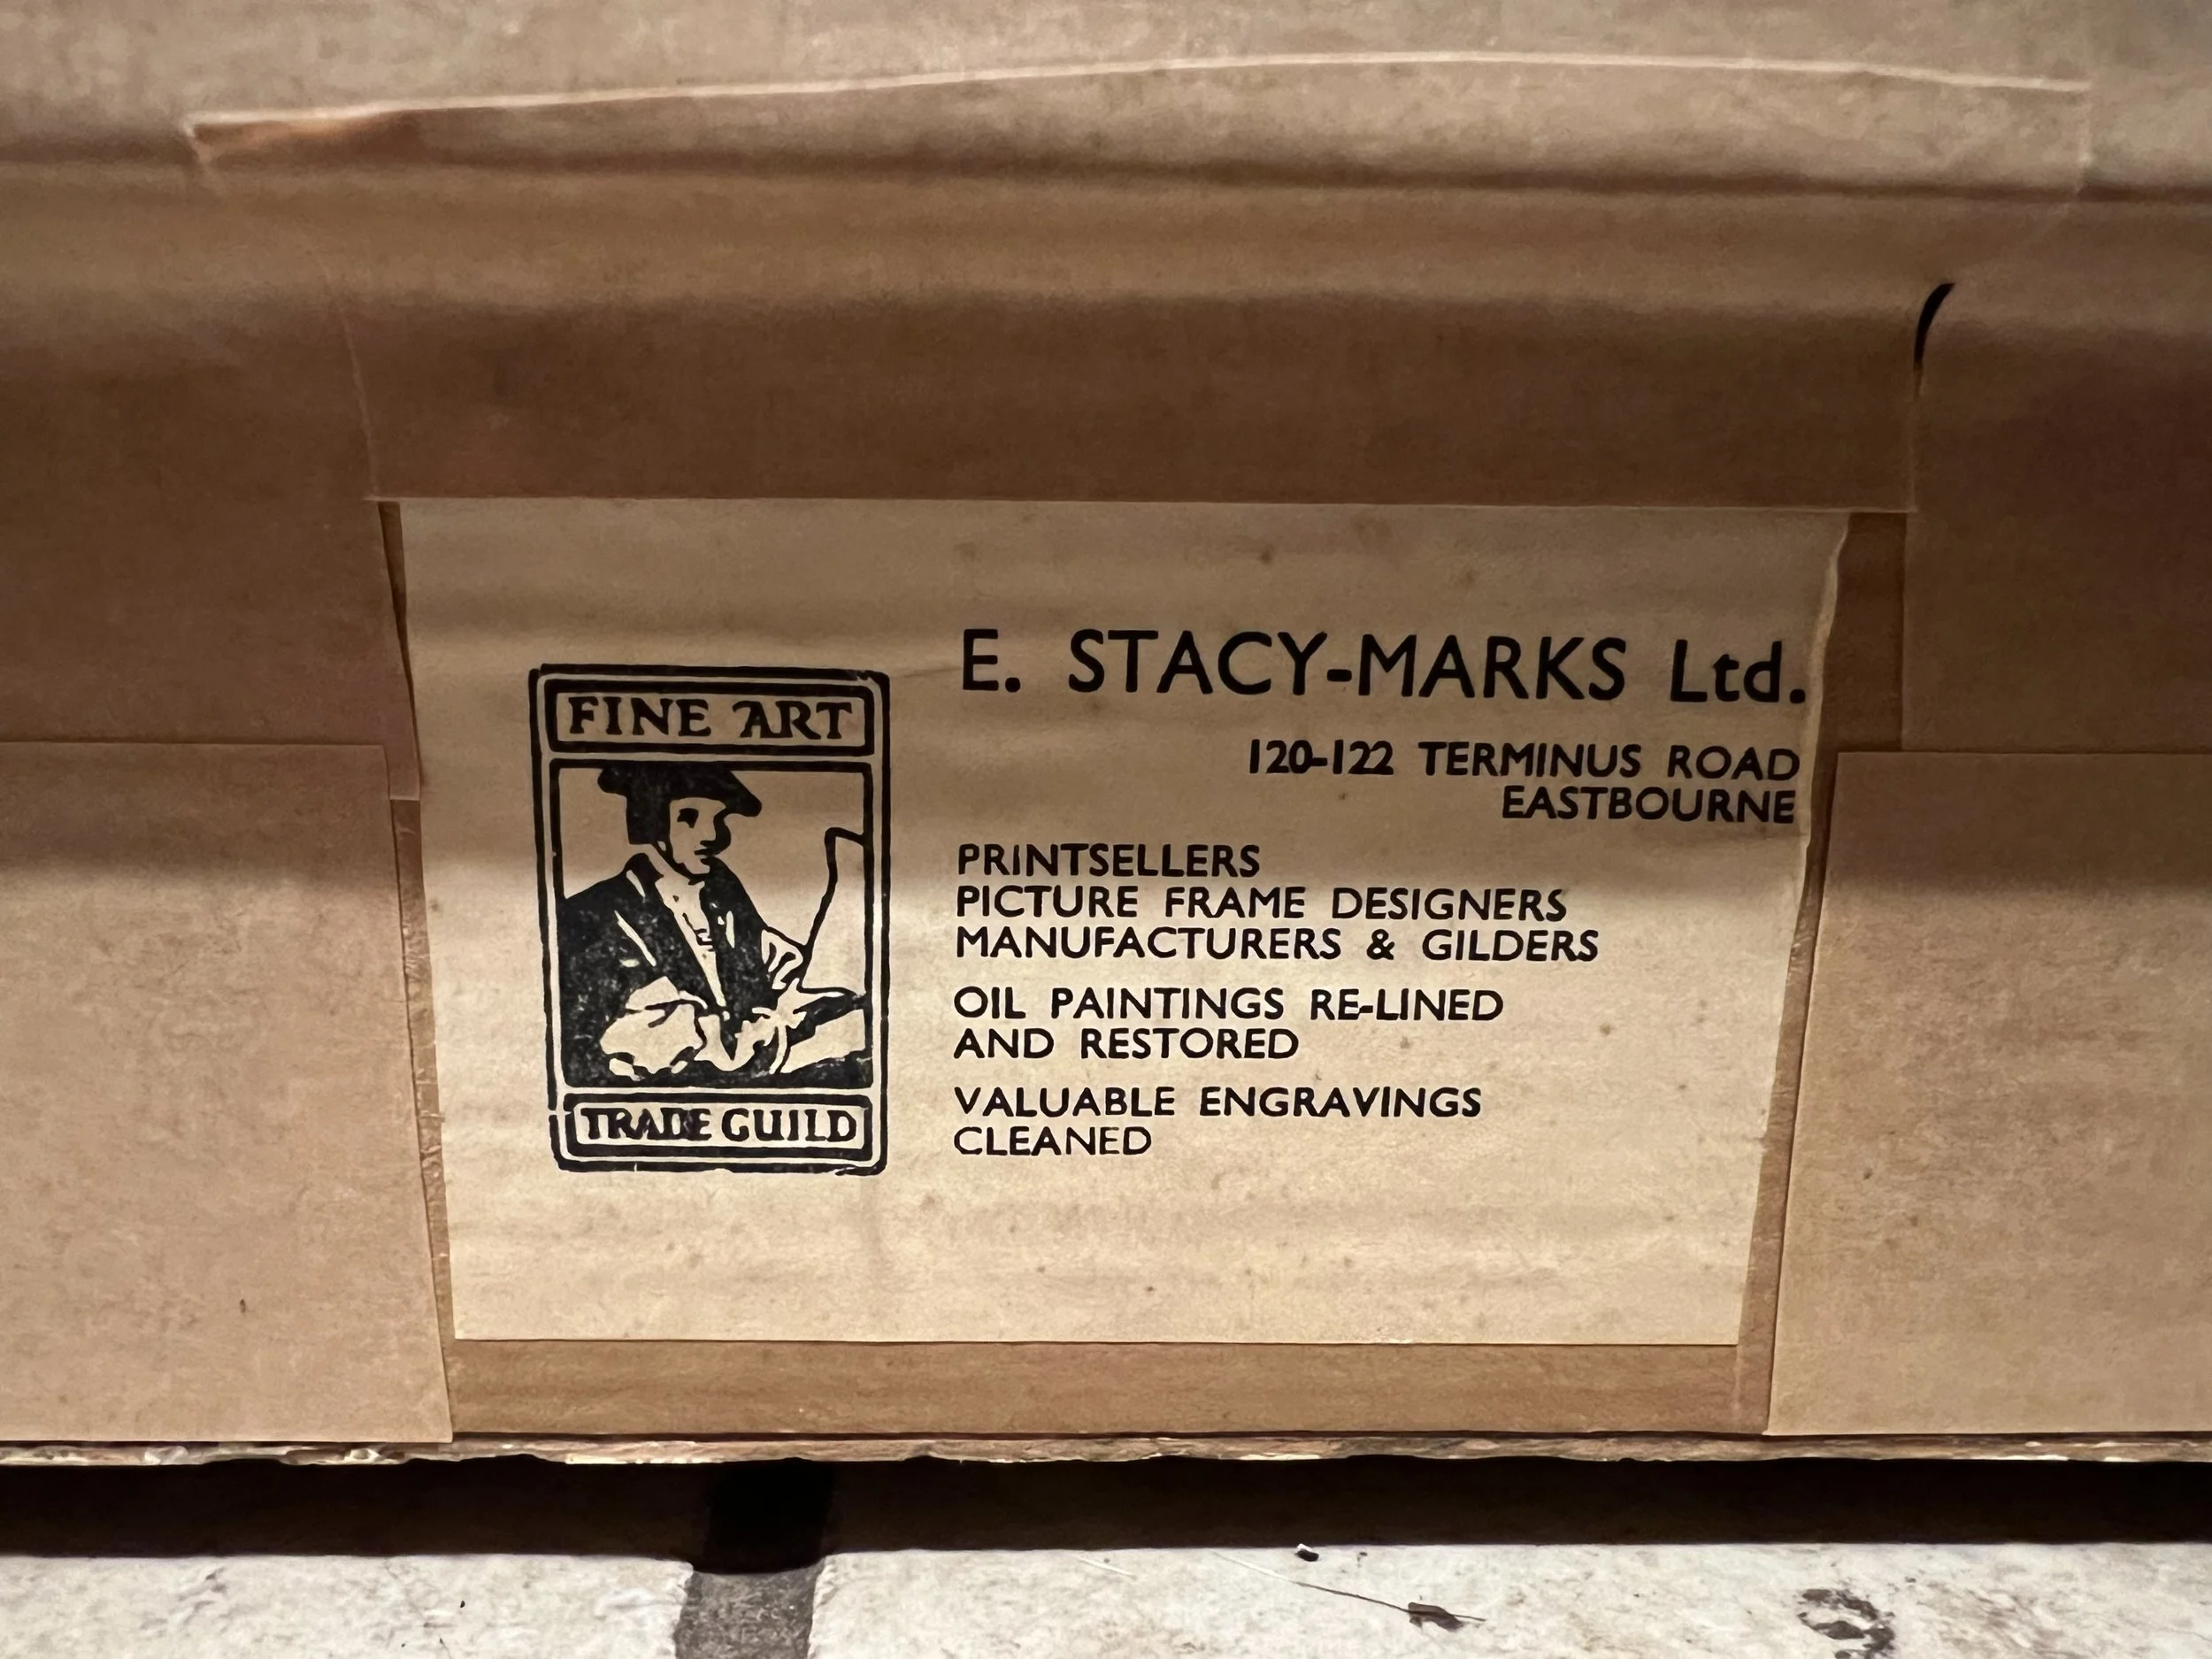 FINE ART
TRADE GUILD
E. STACY-MARKS Ltd.
120-122 TERMINUS ROAD
EASTBOURNE
PRINTSELLERS
PICTURE FRAME DESIGNERS
MANUFACTURERS & GILDERS
OIL PAINTINGS RE-LINED
AND RESTORED
VALUABLE ENGRAVINGS
CLEANED